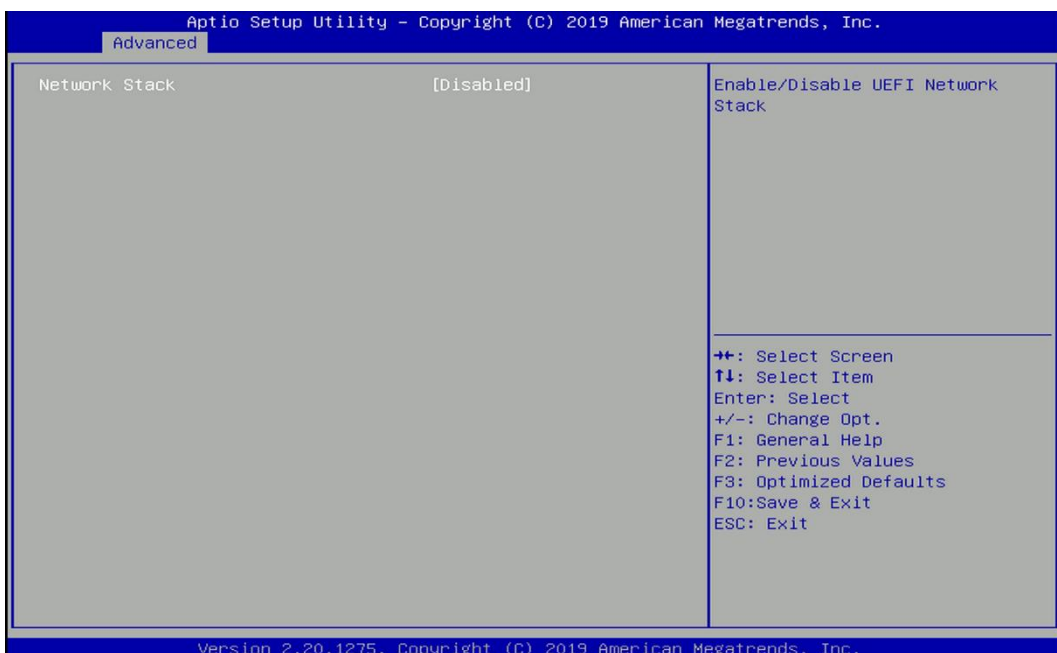 Aptio Setup Utility – Copyright (C) 2019 American Megatrends, Inc.
Advanced
Network Stack [Disabled]
Enable/Disable UEFI Network
Stack
→←: Select Screen
↑↓: Select Item
Enter: Select
+/-: Change Opt.
F1: General Help
F2: Previous Values
F3: Optimized Defaults
F10:Save & Exit
ESC: Exit
Version 2.20.1275. Copyright (C) 2019 American Megatrends, Inc.